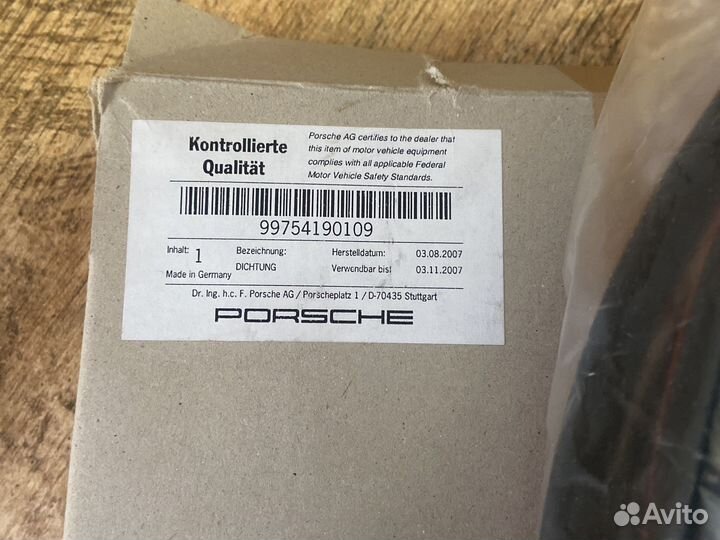 Kontrollierte
Qualität
Porsche AG certifies to the dealer that
this item of motor vehicle equipment
complies with all applicable Federal
Motor Vehicle Safety Standards.
99754190109
Inhalt: 1 Bezeichnung: Herstelldatum: 03.08.2007
DICHTUNG Verwendbar bis: 03.11.2007
Made in Germany
Dr. Ing. h.c. F. Porsche AG / Porscheplatz 1 / D-70435 Stuttgart
PORSCHE
Avito